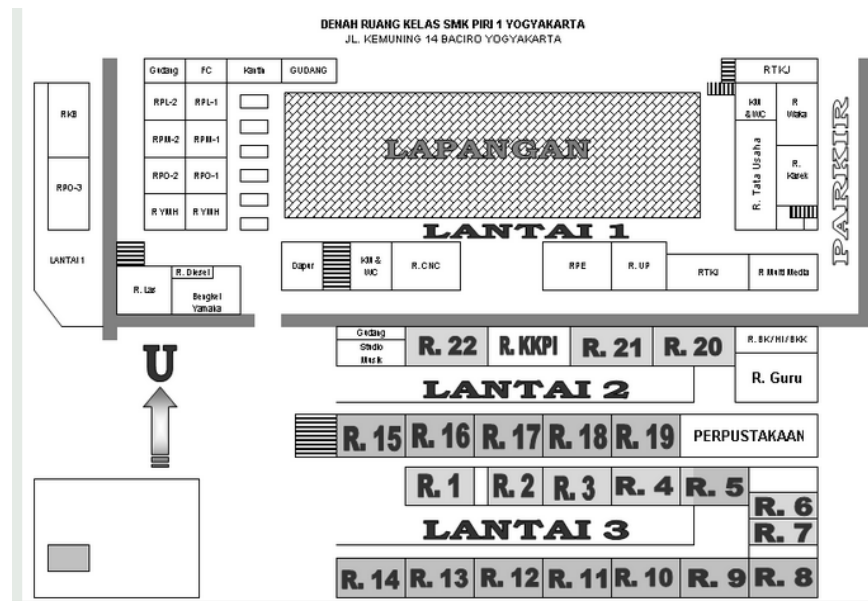 DENAH RUANG KELAS SMK PIRI 1 YOGYAKARTA
JL. KEMUNING 14 BACIRO YOGYAKARTA
Gudang FC Kantin GUDANG
RTKJ
RKB
RPO-3
LANTAI 1
RPL-2 RPL-1
RPM-2 RPM-1
RPO-2 RPO-1
R YMH R YMH
LAPANGAN
KM
& WC
R
Waka
R. Tata Usaha
R.
Kasek
PARKIR
LANTAI 1
R. Las
R. Diesel
Bengkel
Yamaka
Dapur
KM &
WC
R. CNC
RPE
R. UP
RTKJ
R Multi Media
U
Gudang
Studio
Musik
R. 22
R. KKPI
R. 21
R. 20
R. BK/HI/BKK
R. Guru
LANTAI 2
R. 15 R. 16 R. 17 R. 18 R. 19 PERPUSTAKAAN
R. 1 R. 2 R. 3 R. 4 R. 5
R. 6
R. 7
LANTAI 3
R. 14 R. 13 R. 12 R. 11 R. 10 R. 9 R. 8